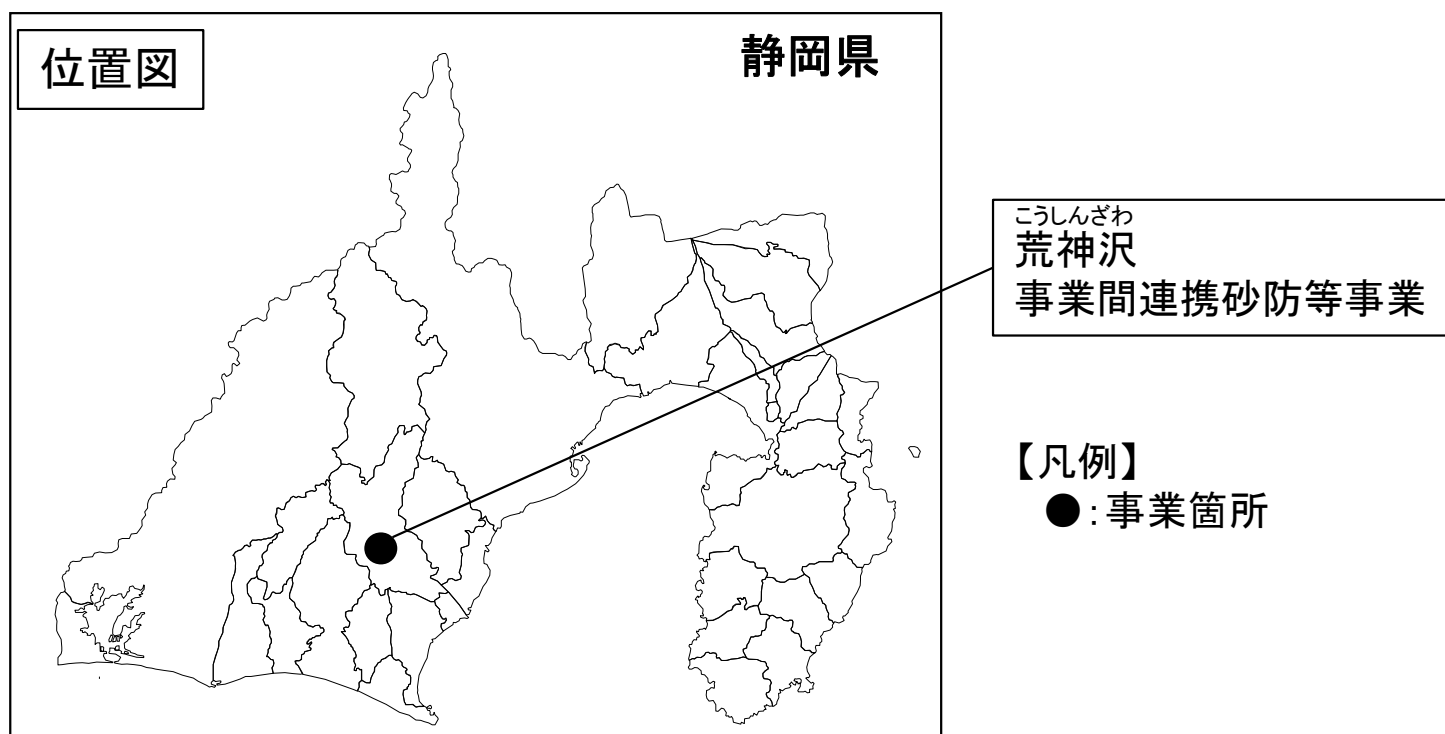 位置図
静岡県
こうしんざわ
荒神沢
事業間連携砂防等事業
【凡例】
●:事業箇所